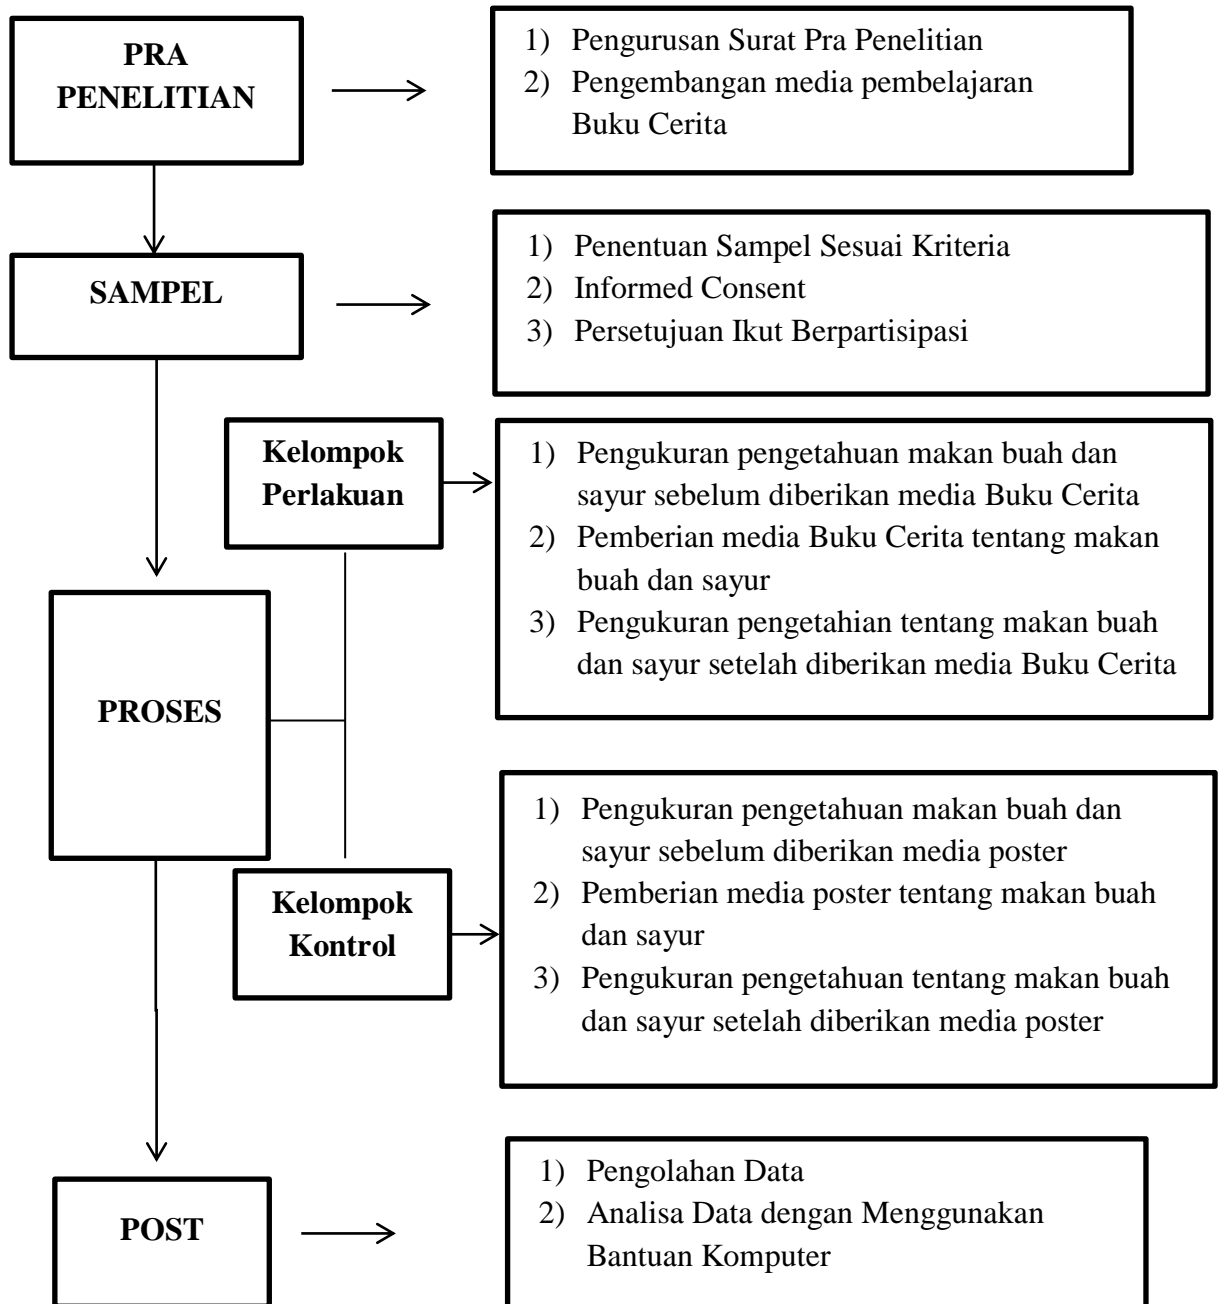 PRA
PENELITIAN
1) Pengurusan Surat Pra Penelitian
2) Pengembangan media pembelajaran
Buku Cerita
SAMPEL
1) Penentuan Sampel Sesuai Kriteria
2) Informed Consent
3) Persetujuan Ikut Berpartisipasi
Kelompok
Perlakuan
1) Pengukuran pengetahuan makan buah dan
sayur sebelum diberikan media Buku Cerita
2) Pemberian media Buku Cerita tentang makan
buah dan sayur
3) Pengukuran pengetahian tentang makan buah
dan sayur setelah diberikan media Buku Cerita
PROSES
Kelompok
Kontrol
1) Pengukuran pengetahuan makan buah dan
sayur sebelum diberikan media poster
2) Pemberian media poster tentang makan buah
dan sayur
3) Pengukuran pengetahuan tentang makan buah
dan sayur setelah diberikan media poster
POST
1) Pengolahan Data
2) Analisa Data dengan Menggunakan
Bantuan Komputer